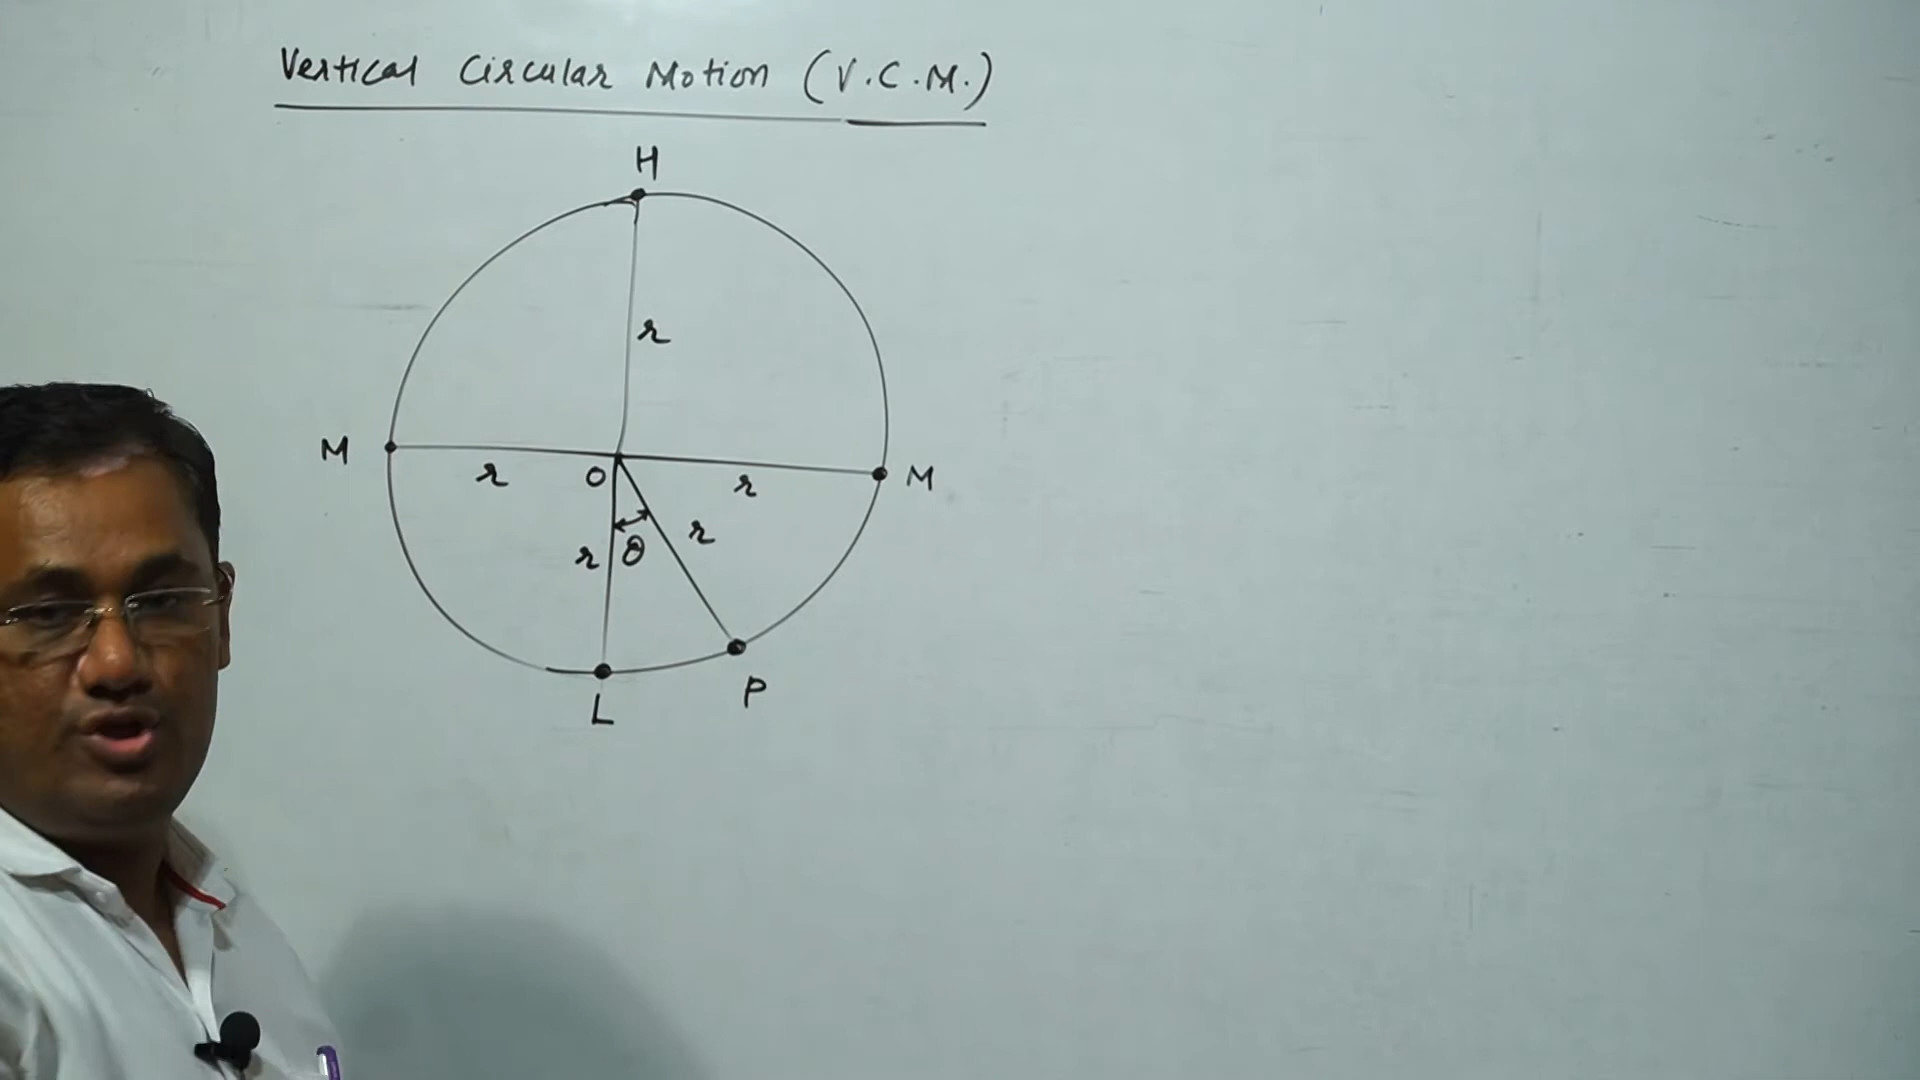 Vertical Circular Motion (V.C.M.)
H
r
M
M
r
O
r
r
r
θ
P
L